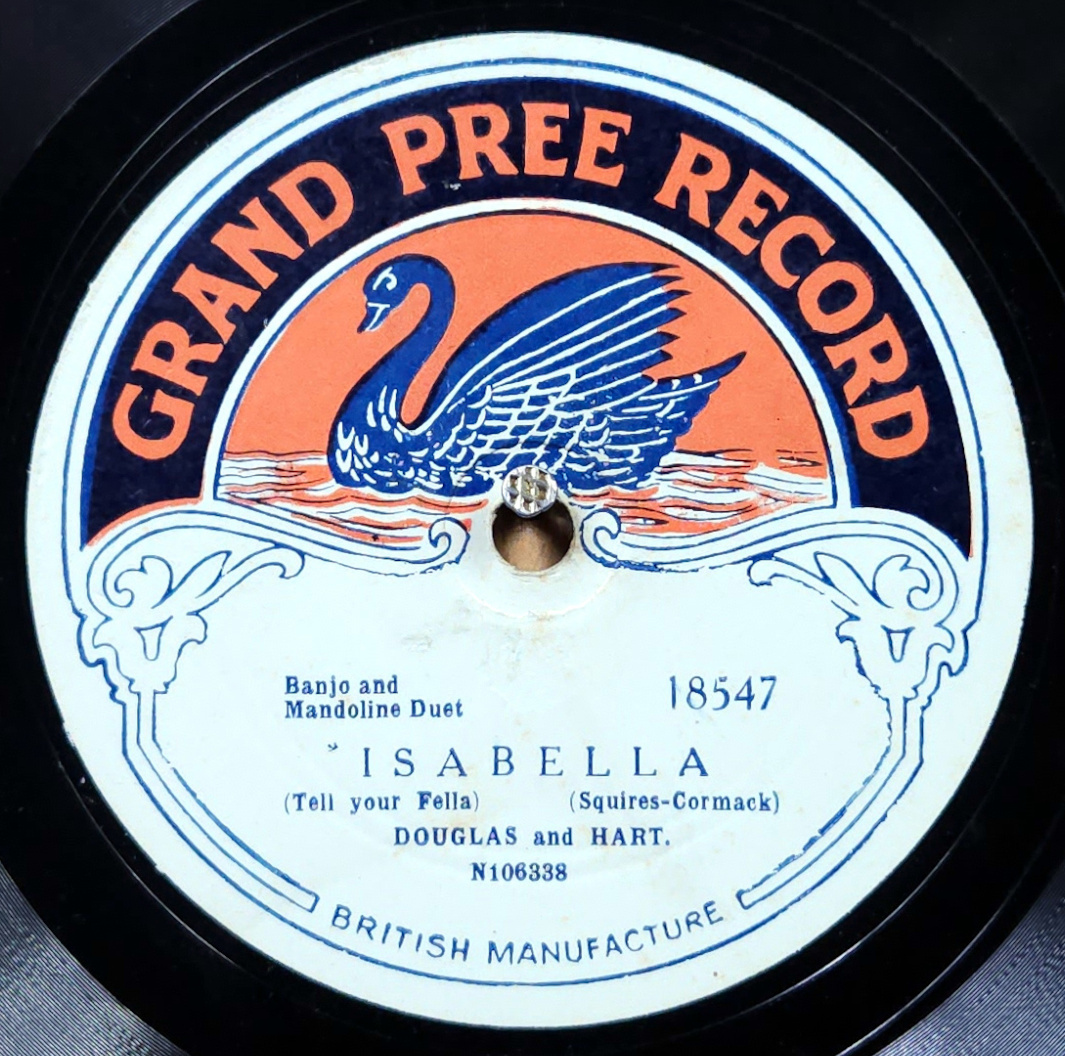 GRAND PREE RECORD
Banjo and
Mandoline Duet
18547
ISABELLA
(Tell your Fella) (Squires-Cormack)
DOUGLAS and HART.
N106338
BRITISH MANUFACTURE